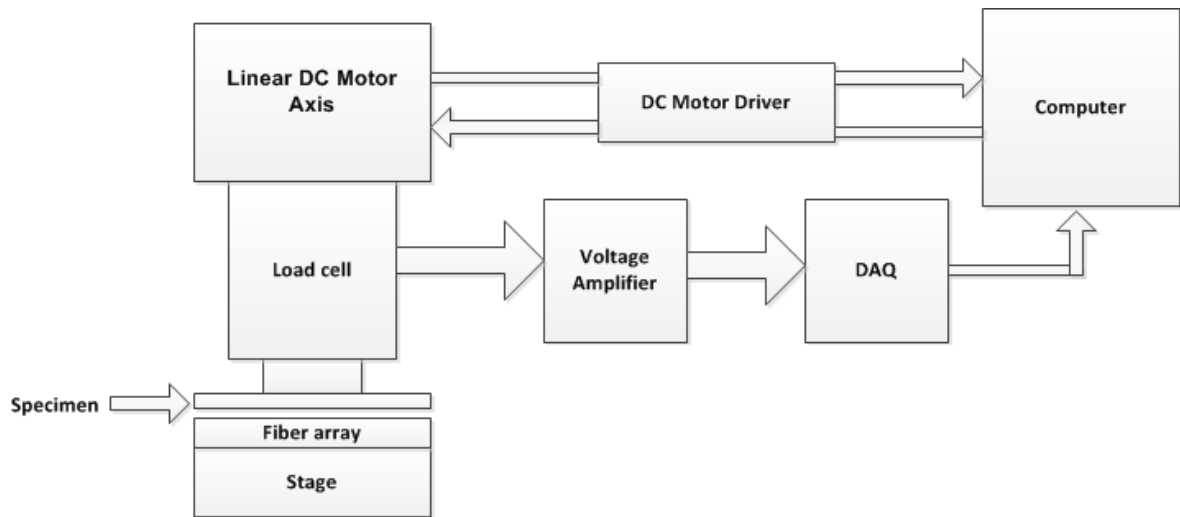 Linear DC Motor
Axis
DC Motor Driver
Computer
Load cell
Voltage
Amplifier
DAQ
Specimen
Fiber array
Stage